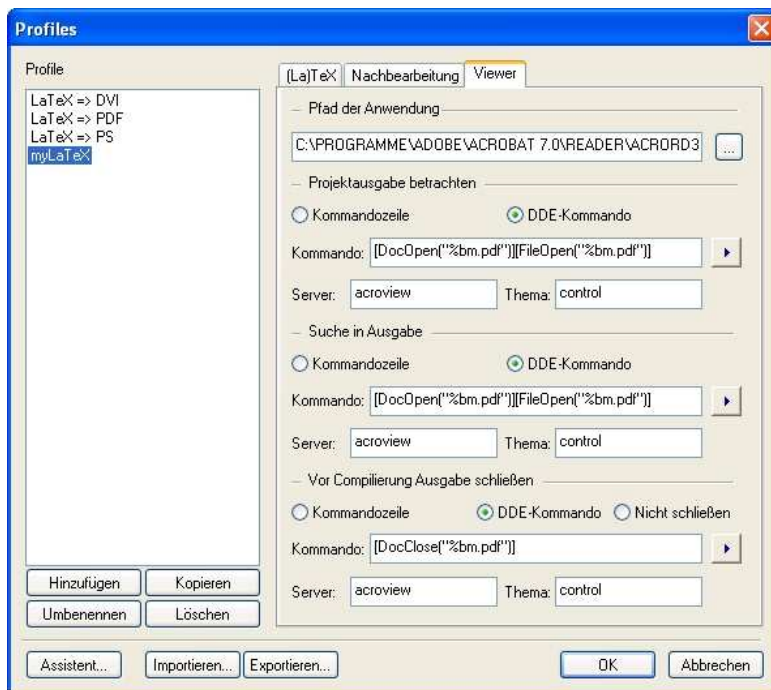 Profiles
Profile
LaTeX => DVI
LaTeX => PDF
LaTeX => PS
myLaTeX
Hinzufügen Kopieren
Umbenennen Löschen
(La)TeX Nachbearbeitung Viewer
Pfad der Anwendung
C:\PROGRAMME\ADOBE\ACROBAT 7.0\READER\ACRORD3 ...
Projektausgabe betrachten
Kommandozeile DDE-Kommando
Kommando: [DocOpen("%bm.pdf")][FileOpen("%bm.pdf")]
Server: acroview Thema: control
Suche in Ausgabe
Kommandozeile DDE-Kommando
Kommando: [DocOpen("%bm.pdf")][FileOpen("%bm.pdf")]
Server: acroview Thema: control
Vor Compilierung Ausgabe schließen
Kommandozeile DDE-Kommando Nicht schließen
Kommando: [DocClose("%bm.pdf")]
Server: acroview Thema: control
Assistent... Importieren... Exportieren... OK Abbrechen